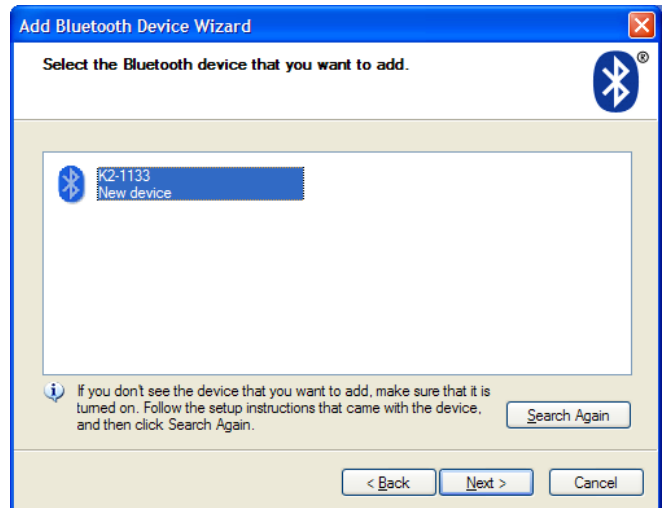 Add Bluetooth Device Wizard
Select the Bluetooth device that you want to add.
®
K2-1133
New device
If you don't see the device that you want to add, make sure that it is
turned on. Follow the setup instructions that came with the device,
and then click Search Again.
Search Again
< Back
Next >
Cancel